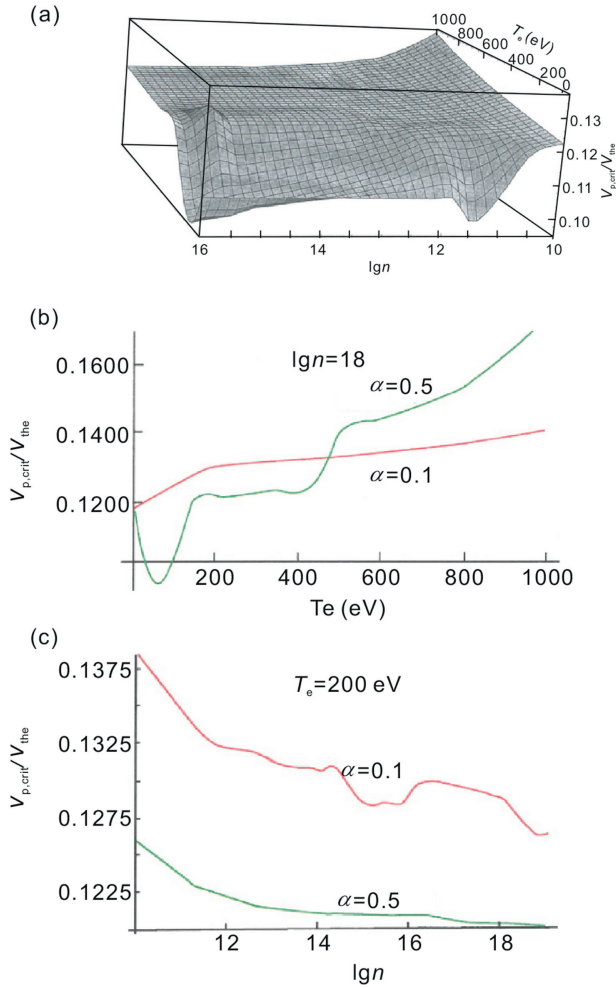 (a)
1000
800
600
400
200
0
Te (eV)
0.13
0.12
0.11
0.10
Vp,crit/Vthe
16
14
12
10
lgn
(b)
0.1600
0.1400
0.1200
Vp,crit/Vthe
lgn=18
α=0.5
α=0.1
200
400
600
800
1000
Te (eV)
(c)
0.1375
0.1325
0.1275
0.1225
Vp,crit/Vthe
Te=200 eV
α=0.1
α=0.5
12
14
16
18
lgn